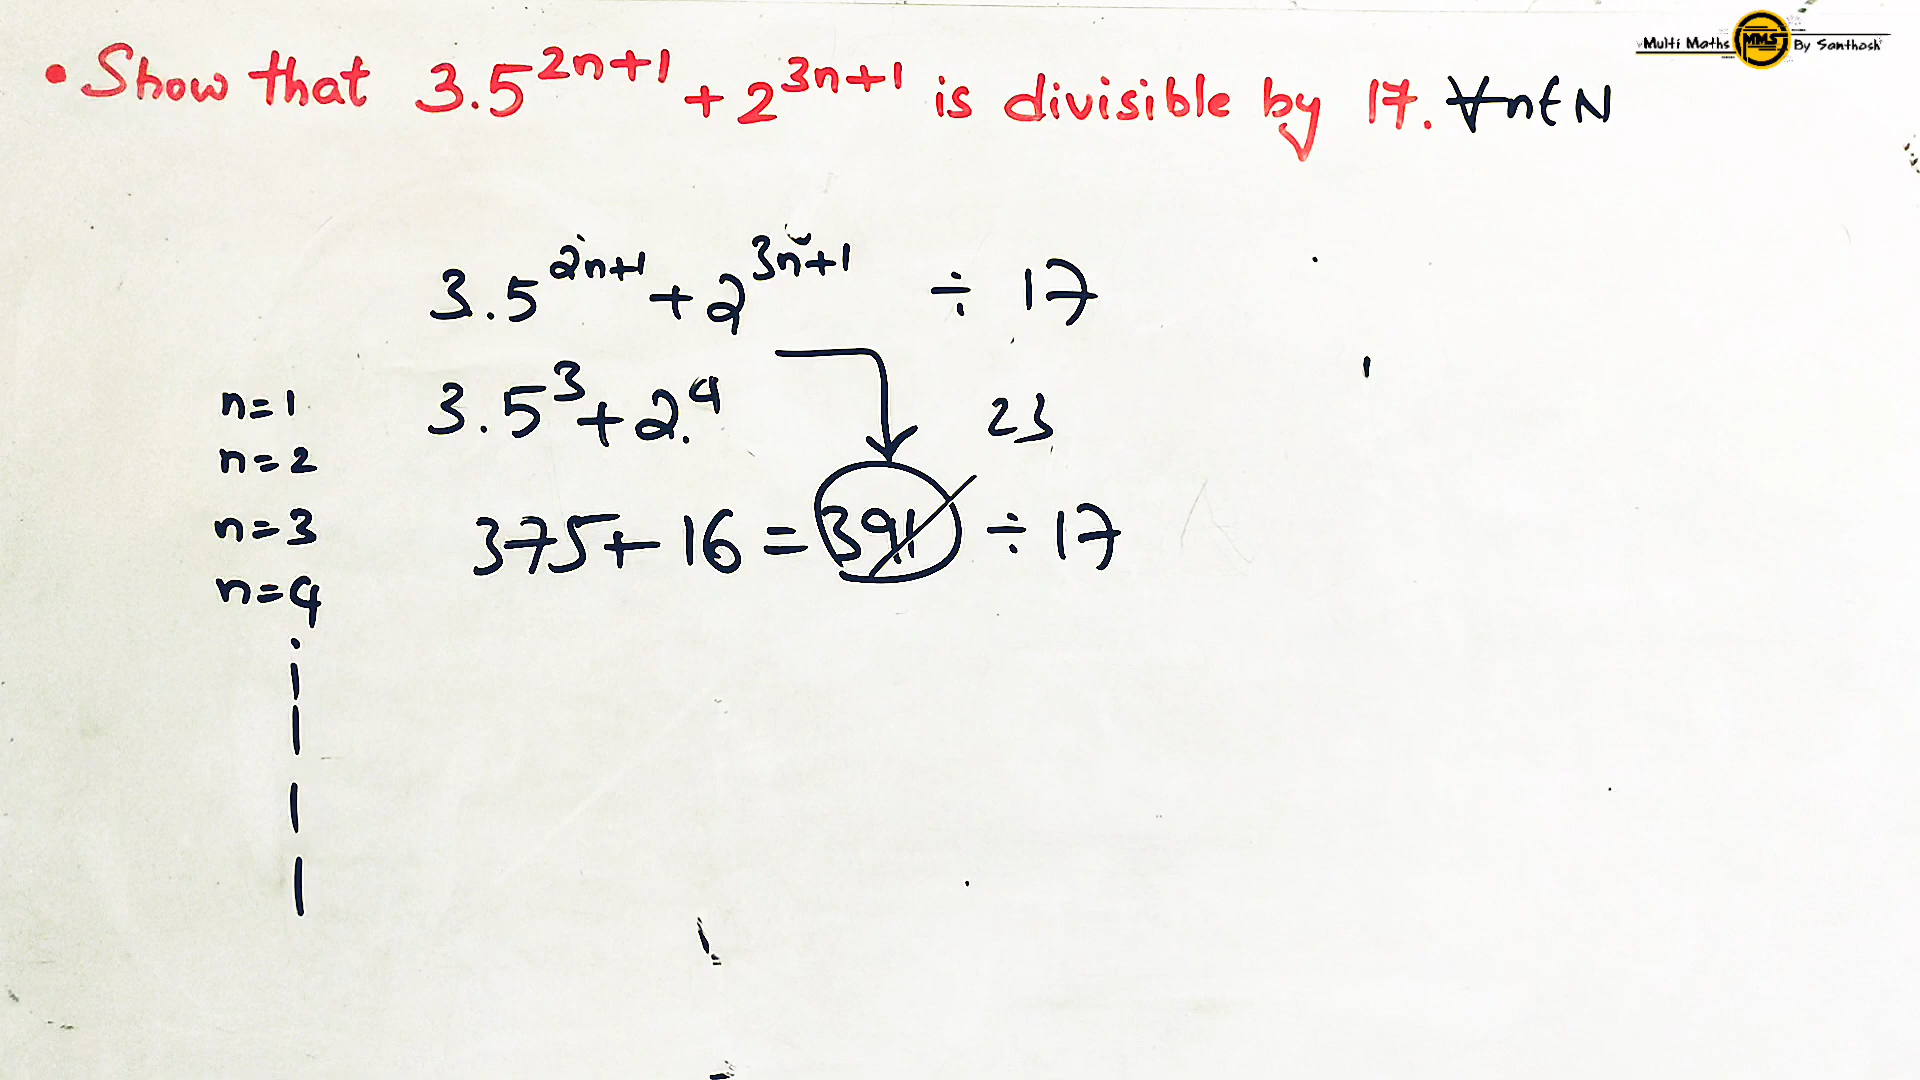 Multi Maths MMS By Santhosh
• Show that 3.5^{2n+1} + 2^{3n+1} is divisible by 17. ∀n∈N
3.5^{2n+1} + 2^{3n+1} ÷ 17
n=1 3.5^3 + 2.^4 23
n=2
n=3 375+ 16 = 391 ÷ 17
n=4